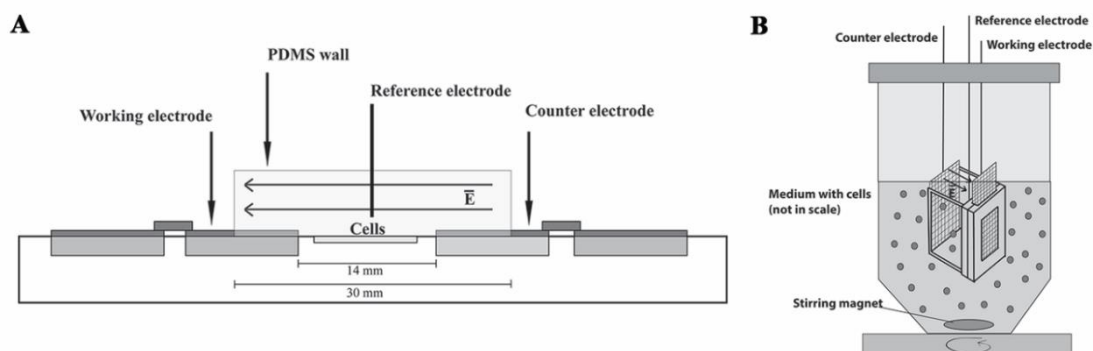 A
PDMS wall
Reference electrode
Working electrode
Counter electrode
E
Cells
14 mm
30 mm
B
Reference electrode
Counter electrode
Working electrode
Medium with cells
(not in scale)
Stirring magnet